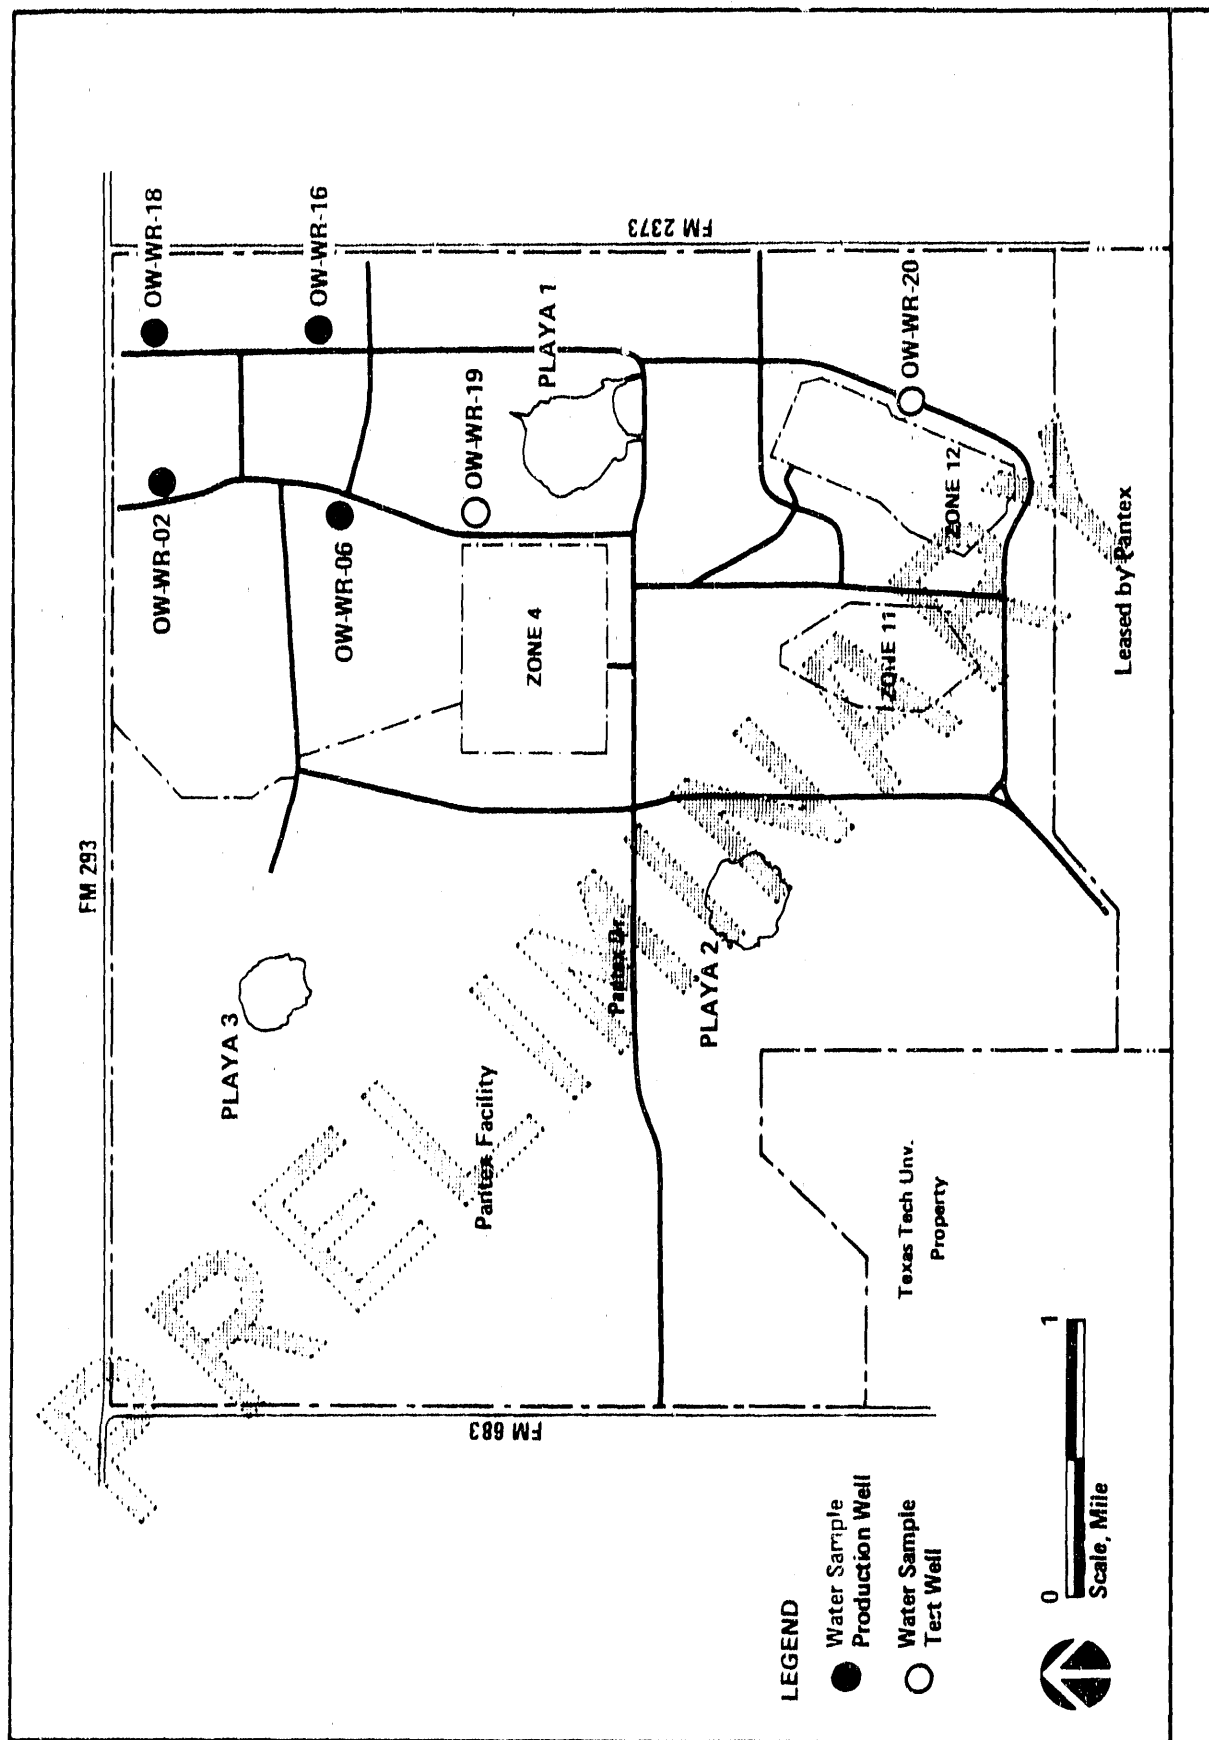 FM 293
OW-WR-18
OW-WR-16
OW-WR-02
OW-WR-06
OW-WR-19
OW-WR-20
FM 2373
PLAYA 1
ZONE 4
ZONE 12
ZONE 11
Leased by Pantex
PLAYA 3
PLAYA 2
Pantex Dr.
Pantex Facility
Texas Tech Unv.
Property
FM 683
PRELIMINARY
LEGEND
Water Sample
Production Well
Water Sample
Test Well
0 1
Scale, Mile